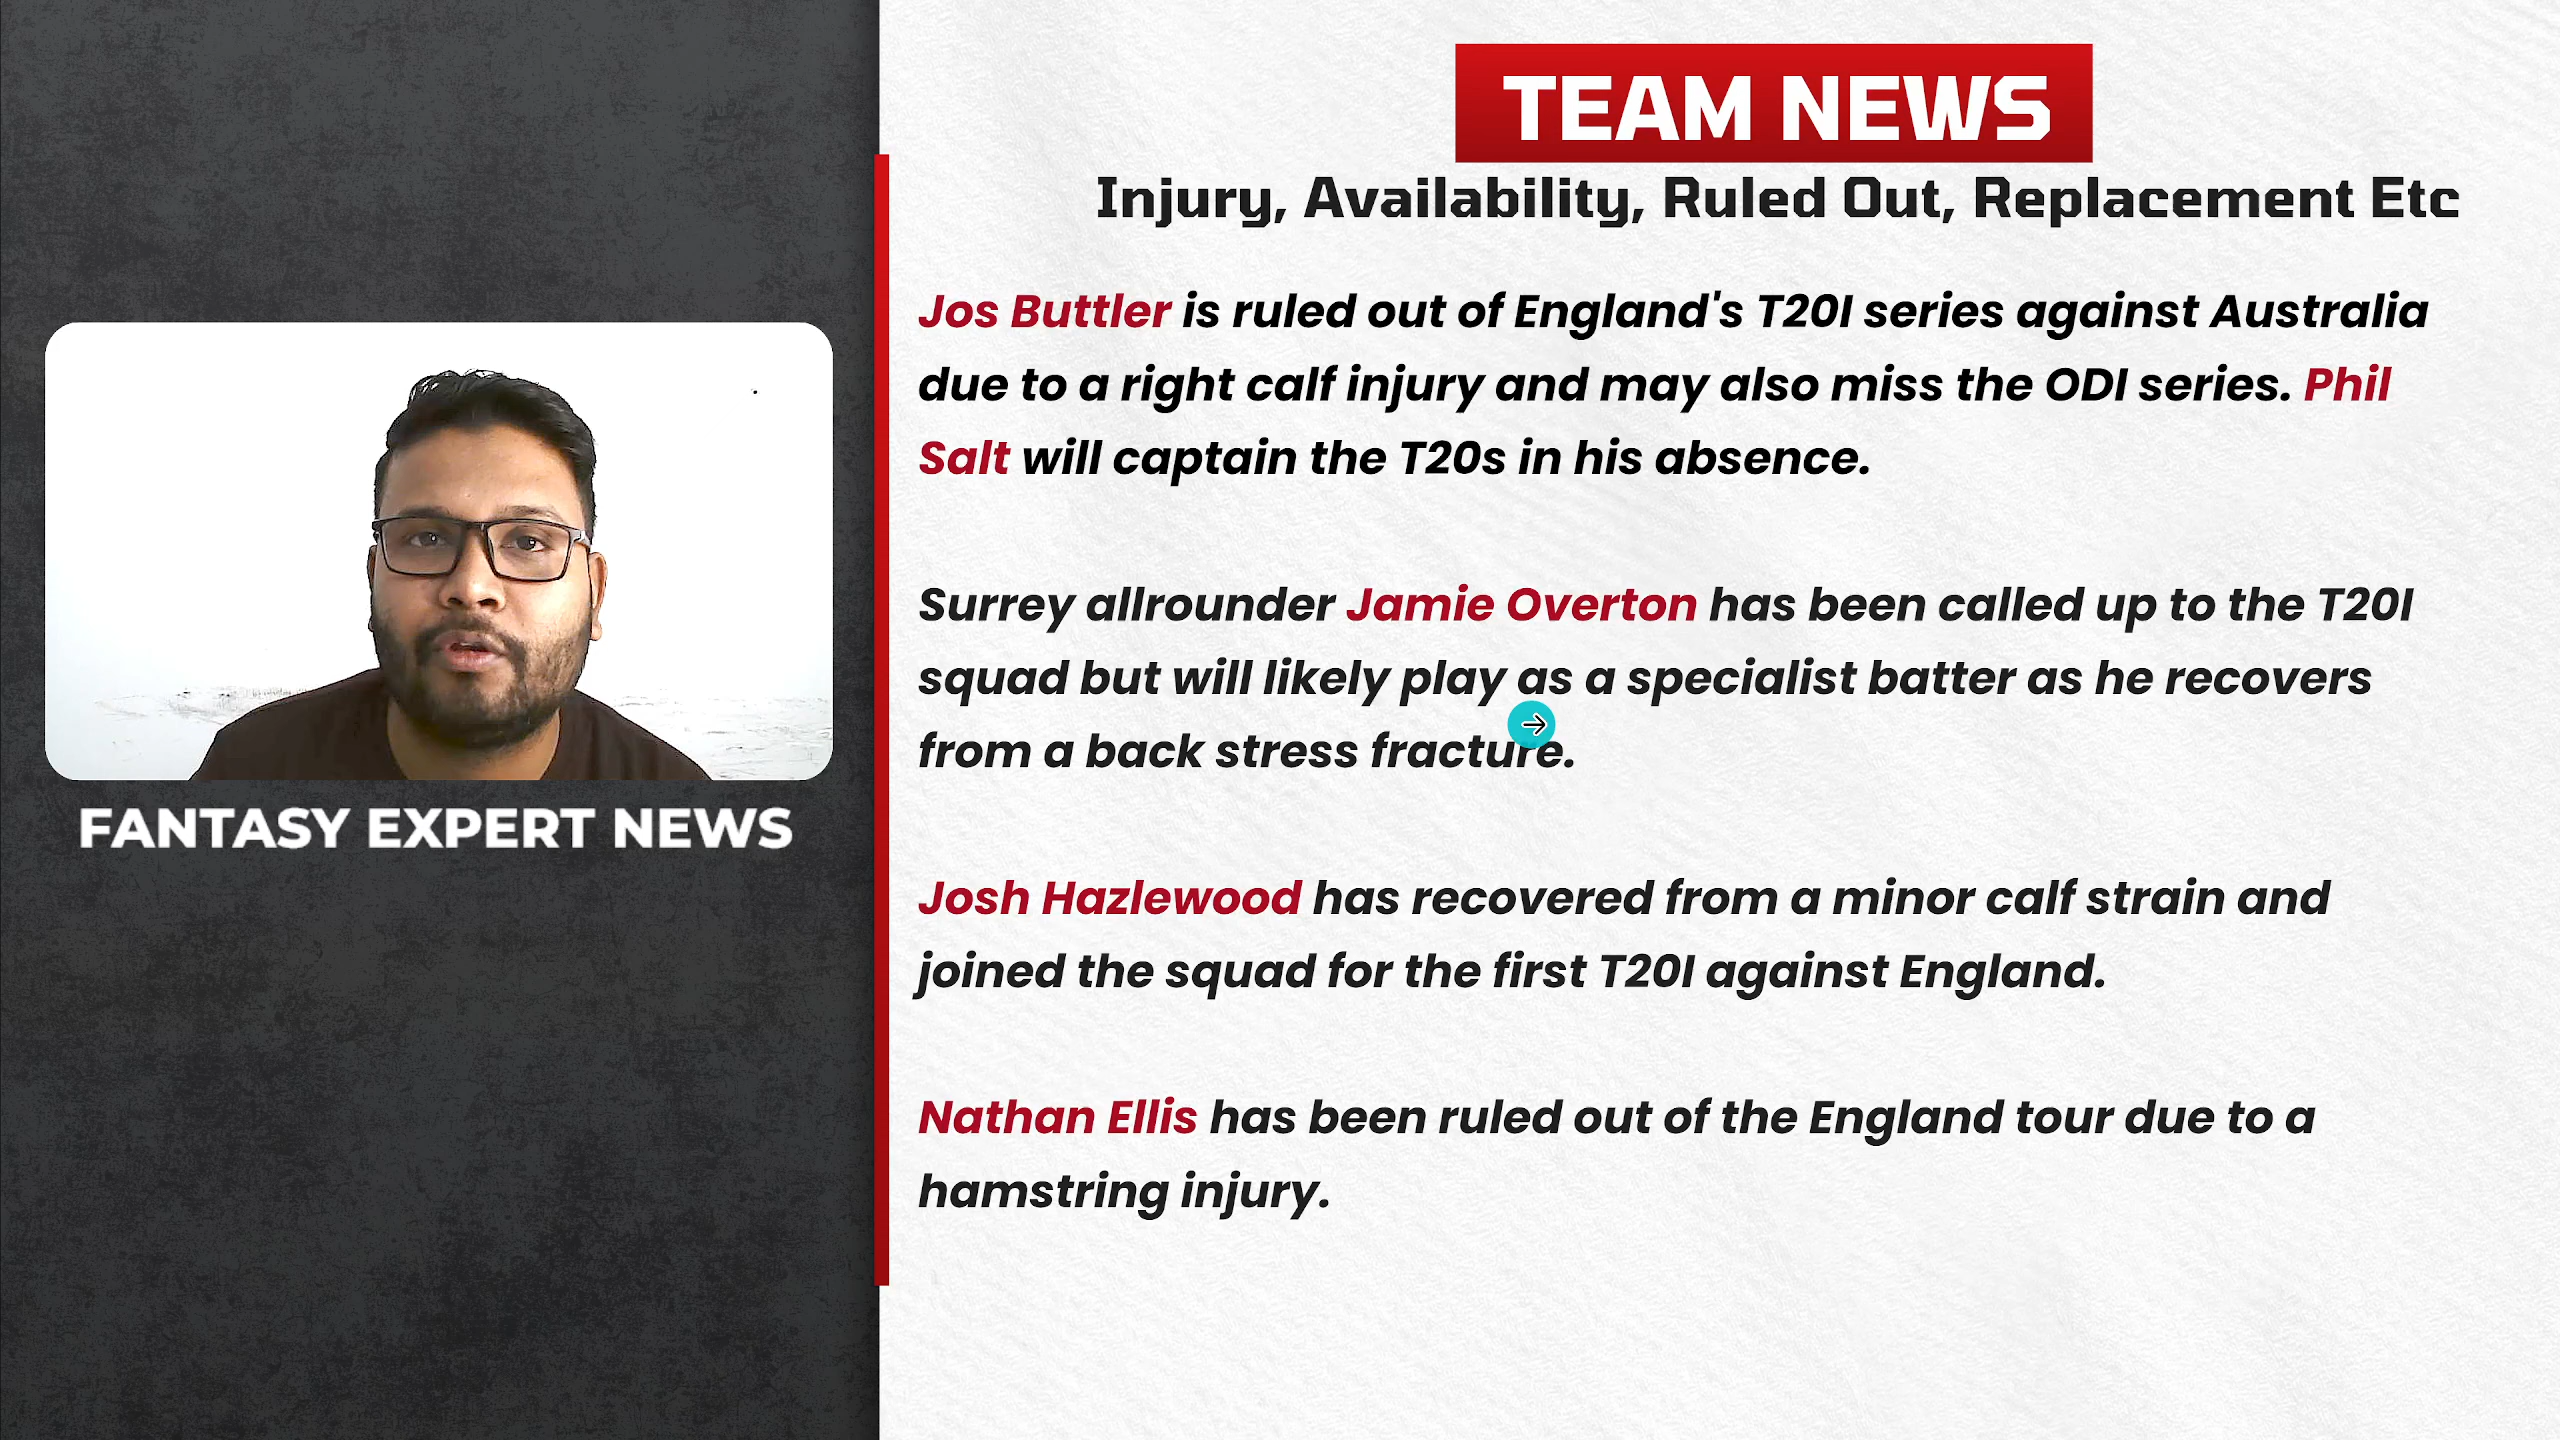 TEAM NEWS
Injury, Availability, Ruled Out, Replacement Etc
Jos Buttler is ruled out of England's T20I series against Australia
due to a right calf injury and may also miss the ODI series. Phil
Salt will captain the T20s in his absence.
Surrey allrounder Jamie Overton has been called up to the T20I
squad but will likely play as a specialist batter as he recovers
from a back stress fracture.
Josh Hazlewood has recovered from a minor calf strain and
joined the squad for the first T20I against England.
Nathan Ellis has been ruled out of the England tour due to a
hamstring injury.
FANTASY EXPERT NEWS